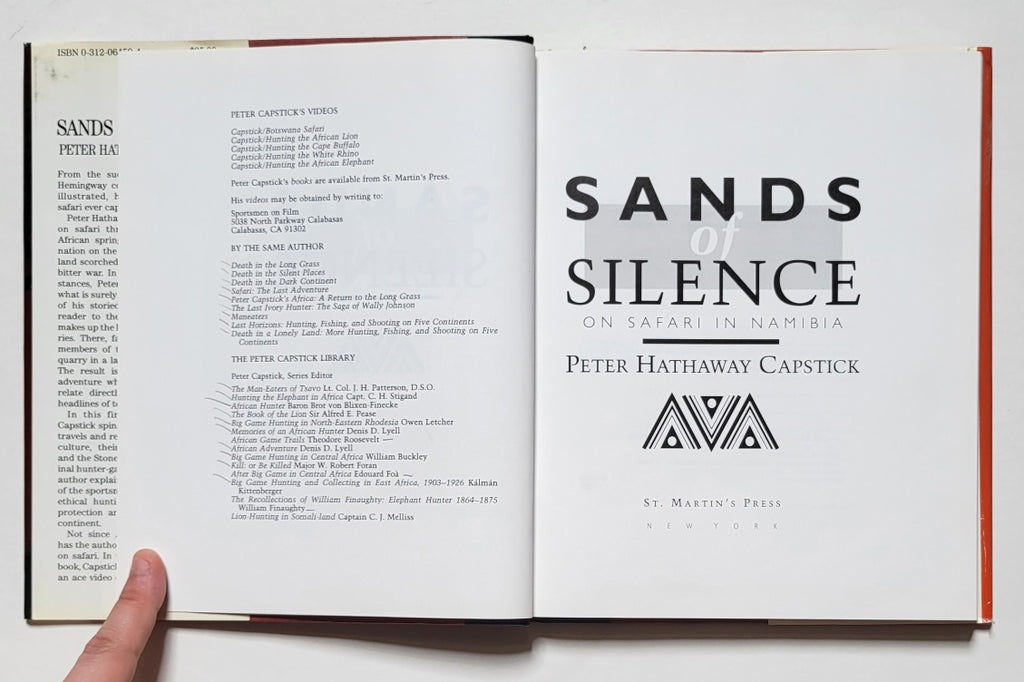 ISBN 0-312-06
SANDS
PETER HA
From the su
Hemingway c
illustrated, h
safari ever cap
Peter Hatha
on safari thr
African sprin
nation on the
land scorched
bitter war. In
stances, Peter
what is surely
of his storied
reader to the
makes up the
ries. There, fa
members of t
quarry in a la
The result is
adventure wh
relate directl
headlines of t
In this fir
Capstick spin
travels and re
culture, their
and the Stone
inal hunter-ga
author explai
of the sportsm
ethical hunti
protection an
continent.
Not since
has the autho
on safari. In
book, Capstic
an ace video
PETER CAPSTICK'S VIDEOS
Capstick/Botswana Safari
Capstick/Hunting the African Lion
Capstick/Hunting the Cape Buffalo
Capstick/Hunting the White Rhino
Capstick/Hunting the African Elephant
Peter Capstick's books are available from St. Martin's Press.
His videos may be obtained by writing to:
Sportsmen on Film
5038 North Parkway Calabasas
Calabasas, CA 91302
BY THE SAME AUTHOR
Death in the Long Grass
Death in the Silent Places
Death in the Dark Continent
Safari: The Last Adventure
Peter Capstick's Africa: A Return to the Long Grass
The Last Ivory Hunter: The Saga of Wally Johnson
Maneaters
Last Horizons: Hunting, Fishing, and Shooting on Five Continents
Death in a Lonely Land: More Hunting, Fishing, and Shooting on Five
Continents
THE PETER CAPSTICK LIBRARY
Peter Capstick, Series Editor
The Man-Eaters of Tsavo Lt. Col. J. H. Patterson, D.S.O.
Hunting the Elephant in Africa Capt. C. H. Stigand
African Hunter Baron Bror von Blixen-Finecke
The Book of the Lion Sir Alfred E. Pease
Big Game Hunting in North-Eastern Rhodesia Owen Letcher
Memories of an African Hunter Denis D. Lyell
African Game Trails Theodore Roosevelt
African Adventure Denis D. Lyell
Big Game Hunting in Central Africa William Buckley
Kill: or Be Killed Major W. Robert Foran
After Big Game in Central Africa Edouard Foà
Big Game Hunting and Collecting in East Africa, 1903–1926 Kálmán
Kittenberger
The Recollections of William Finaughty: Elephant Hunter 1864–1875
William Finaughty
Lion-Hunting in Somali-land Captain C. J. Melliss
SANDS
of
SILENCE
ON SAFARI IN NAMIBIA
PETER HATHAWAY CAPSTICK
ST. MARTIN'S PRESS
NEW YORK